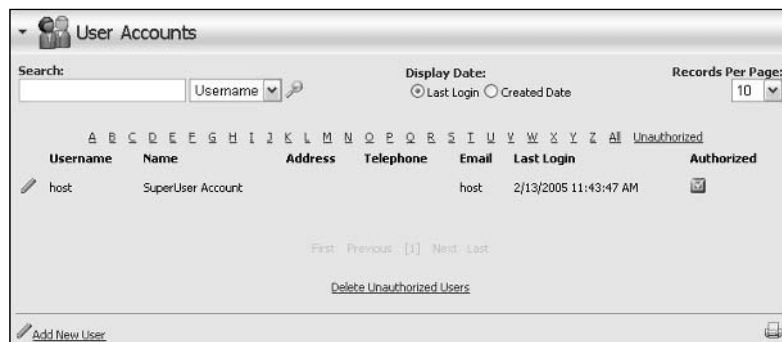 User Accounts
Search:
Display Date:
Records Per Page:
Username
Last Login Created Date
10
A B C D E F G H I J K L M N O P Q R S T U V W X Y Z All Unauthorized
Username Name Address Telephone Email Last Login Authorized
host SuperUser Account host 2/13/2005 11:43:47 AM
First Previous [1] Next Last
Delete Unauthorized Users
Add New User